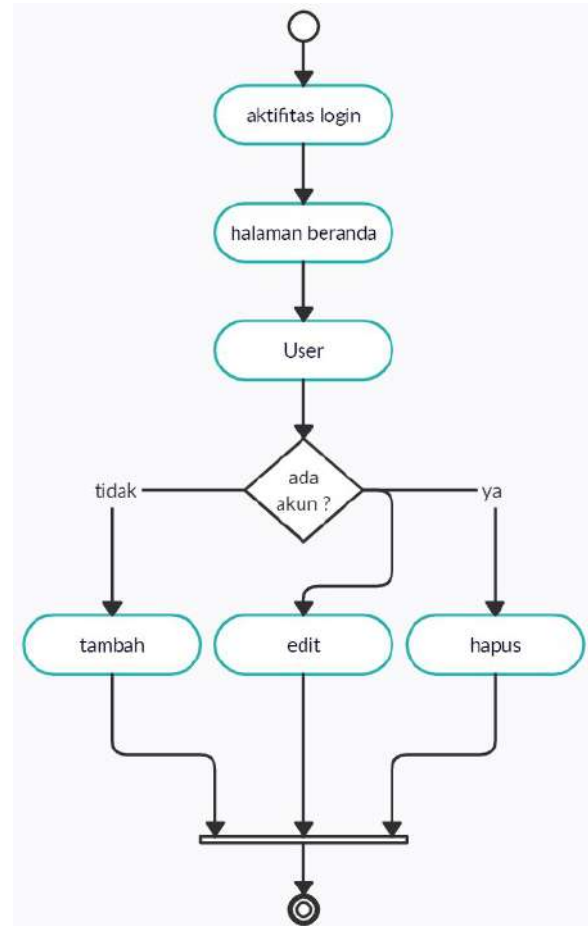 aktifitas login
halaman beranda
User
ada
akun ?
tidak
ya
tambah
edit
hapus